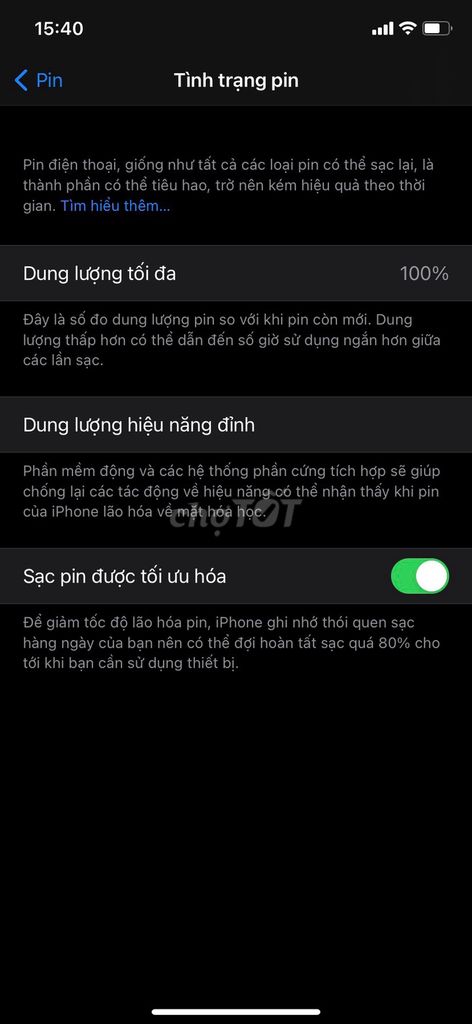 15:40
Pin
Tình trạng pin
Pin điện thoại, giống như tất cả các loại pin có thể sạc lại, là
thành phần có thể tiêu hao, trở nên kém hiệu quả theo thời
gian. Tìm hiểu thêm...
Dung lượng tối đa 100%
Đây là số đo dung lượng pin so với khi pin còn mới. Dung
lượng thấp hơn có thể dẫn đến số giờ sử dụng ngắn hơn giữa
các lần sạc.
Dung lượng hiệu năng đỉnh
Phần mềm động và các hệ thống phần cứng tích hợp sẽ giúp
chống lại các tác động về hiệu năng có thể nhận thấy khi pin
của iPhone lão hóa về mặt hóa học.
chợTỐT
Sạc pin được tối ưu hóa
Để giảm tốc độ lão hóa pin, iPhone ghi nhớ thói quen sạc
hàng ngày của bạn nên có thể đợi hoàn tất sạc quá 80% cho
tới khi bạn cần sử dụng thiết bị.